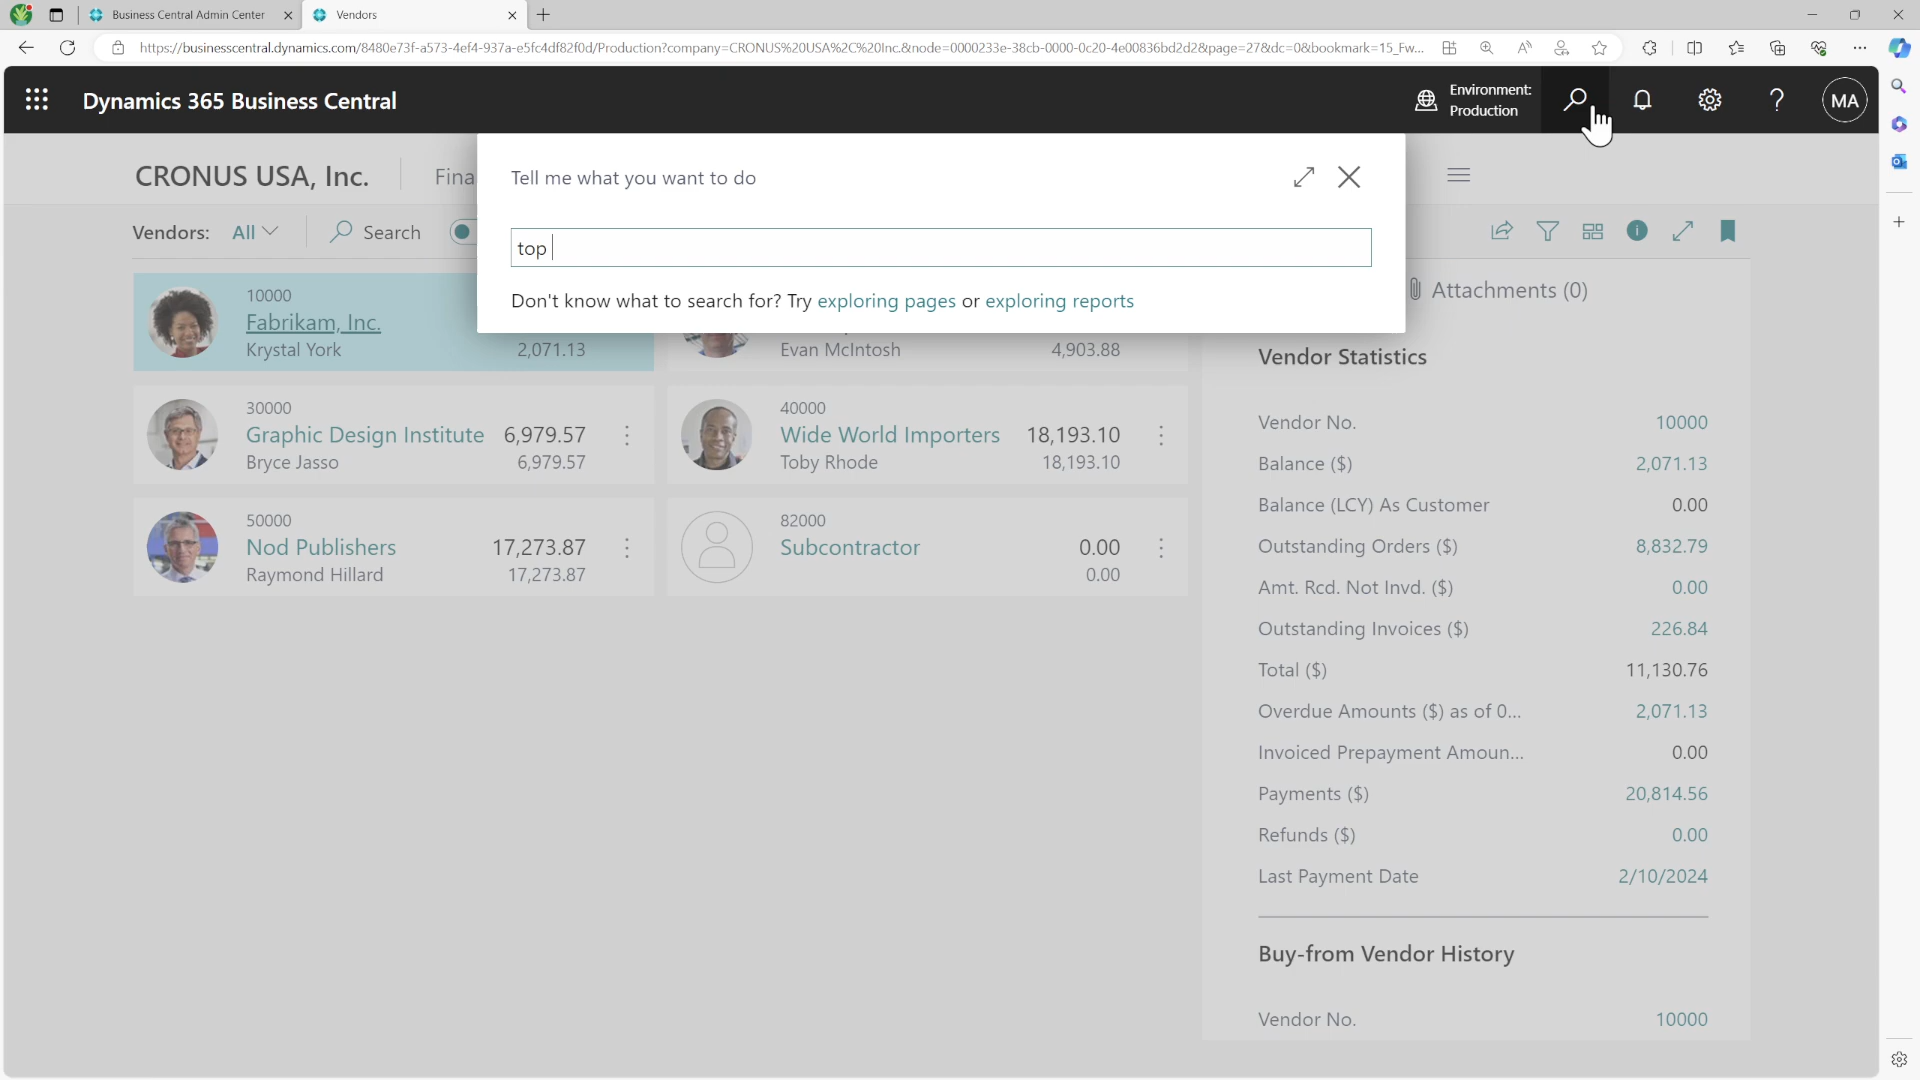 Business Central Admin Center
Vendors
https://businesscentral.dynamics.com/8480e73f-a573-4ef4-937a-e5fc4df82f0d/Production?company=CRONUS%20USA%2C%20Inc.&node=0000233e-38cb-0000-0c20-4e00836bd2d2&page=27&dc=0&bookmark=15_Fw...
Dynamics 365 Business Central
Environment:
Production
MA
CRONUS USA, Inc.
Fina
Tell me what you want to do
top
Don't know what to search for? Try exploring pages or exploring reports
Vendors: All
Search
10000
Fabrikam, Inc.
Krystal York 2,071.13
Evan McIntosh 4,903.88
30000
Graphic Design Institute 6,979.57
Bryce Jasso 6,979.57
40000
Wide World Importers 18,193.10
Toby Rhode 18,193.10
50000
Nod Publishers 17,273.87
Raymond Hillard 17,273.87
82000
Subcontractor 0.00
0.00
Attachments (0)
Vendor Statistics
Vendor No. 10000
Balance ($) 2,071.13
Balance (LCY) As Customer 0.00
Outstanding Orders ($) 8,832.79
Amt. Rcd. Not Invd. ($) 0.00
Outstanding Invoices ($) 226.84
Total ($) 11,130.76
Overdue Amounts ($) as of 0... 2,071.13
Invoiced Prepayment Amoun... 0.00
Payments ($) 20,814.56
Refunds ($) 0.00
Last Payment Date 2/10/2024
Buy-from Vendor History
Vendor No. 10000